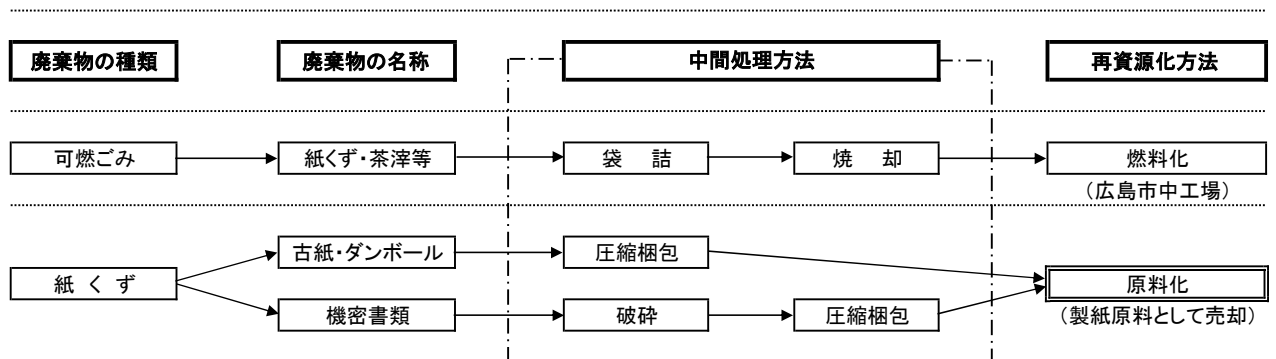 廃棄物の種類 廃棄物の名称 中間処理方法 再資源化方法
可燃ごみ 紙くず・茶滓等 袋 詰 焼 却 燃料化
（広島市中工場）
古紙・ダンボール 圧縮梱包
紙 く ず 原料化
機密書類 破砕 圧縮梱包 （製紙原料として売却）